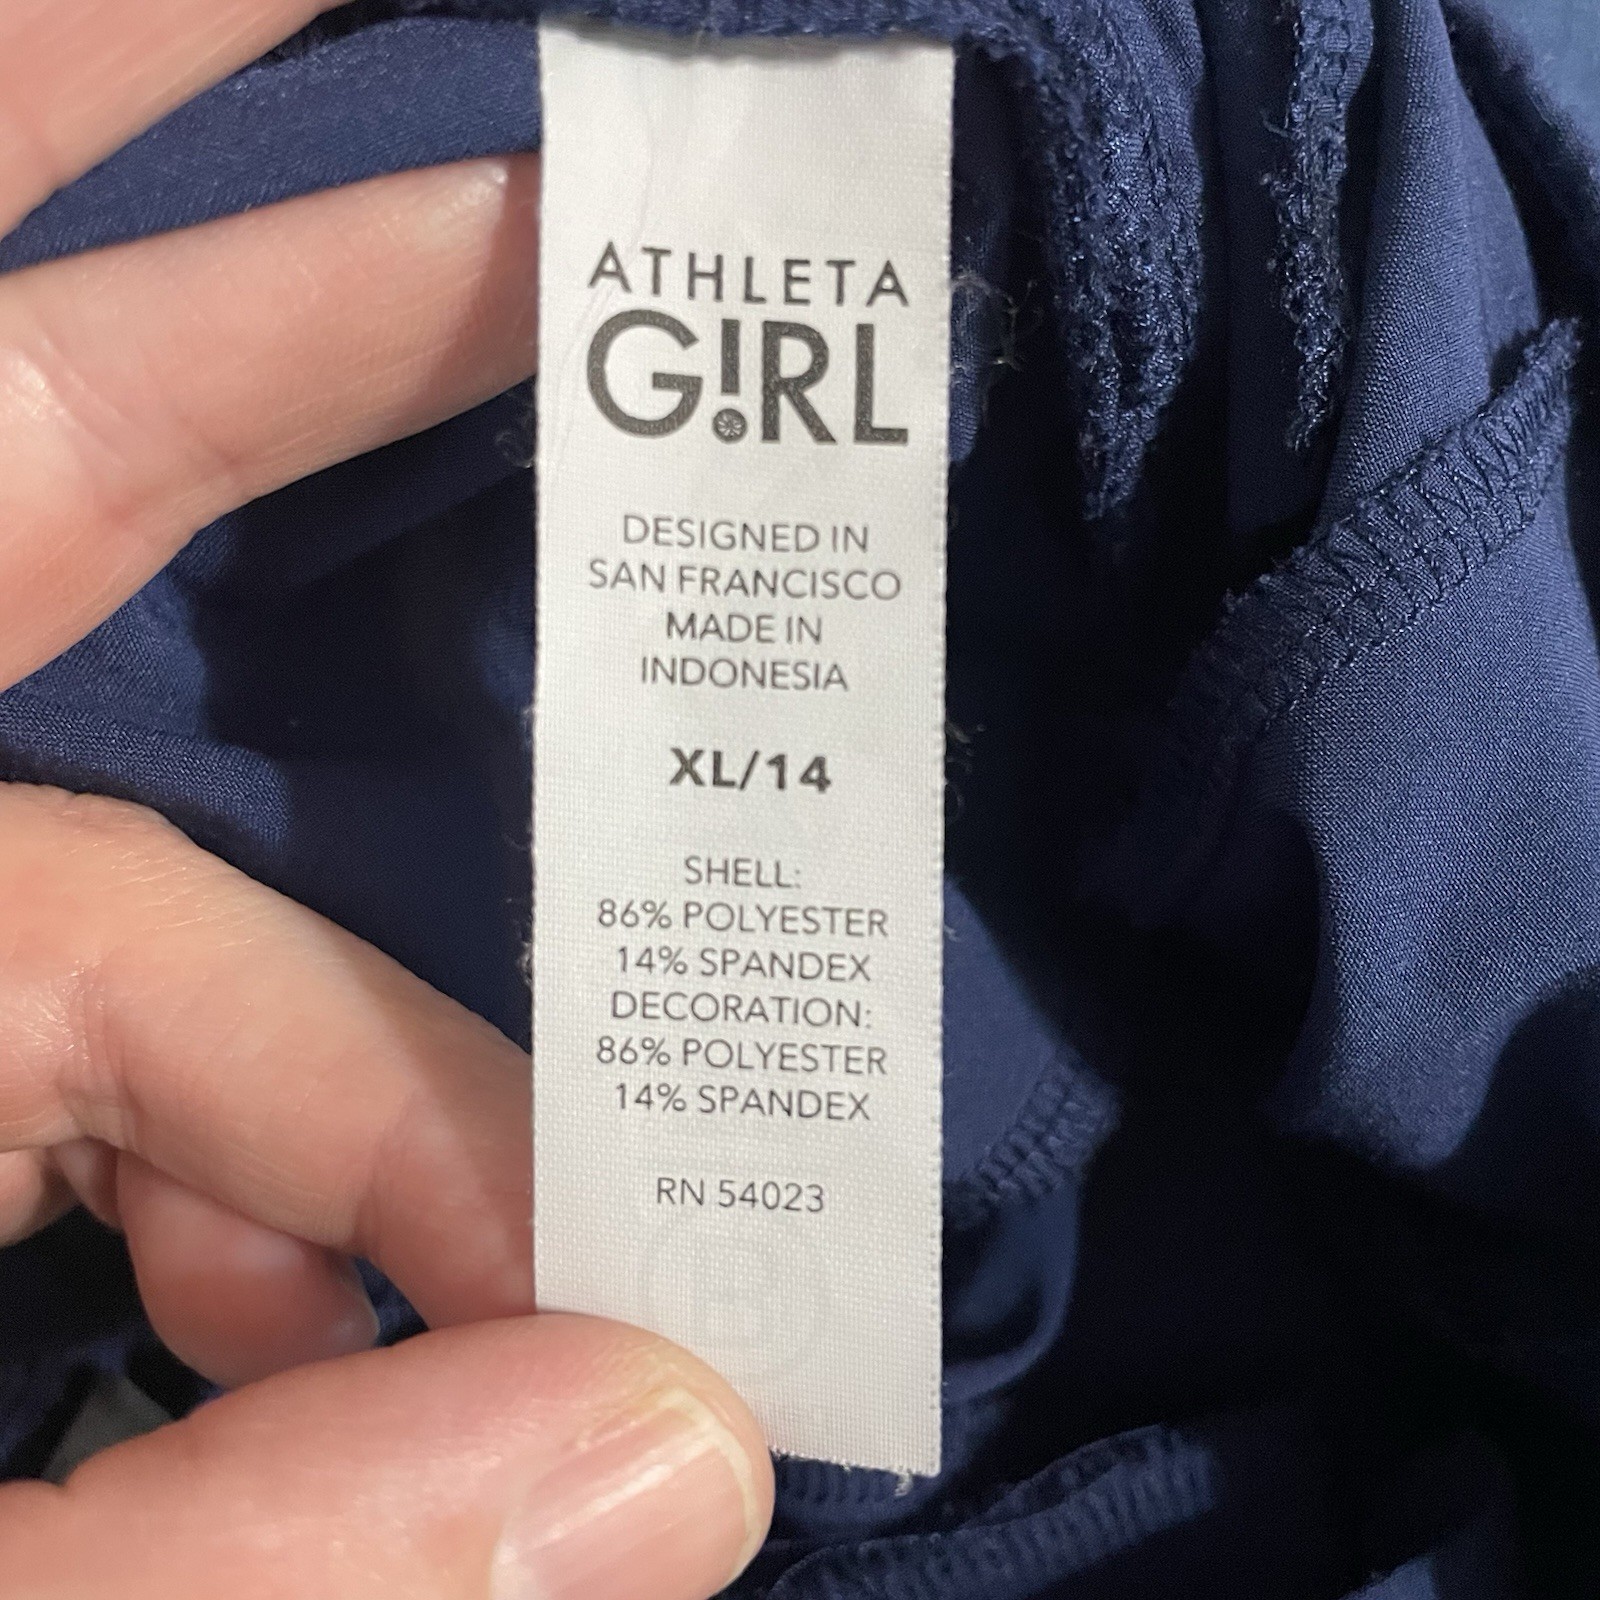 ATHLETA
G!RL
DESIGNED IN
SAN FRANCISCO
MADE IN
INDONESIA
XL/14
SHELL:
86% POLYESTER
14% SPANDEX
DECORATION:
86% POLYESTER
14% SPANDEX
RN 54023